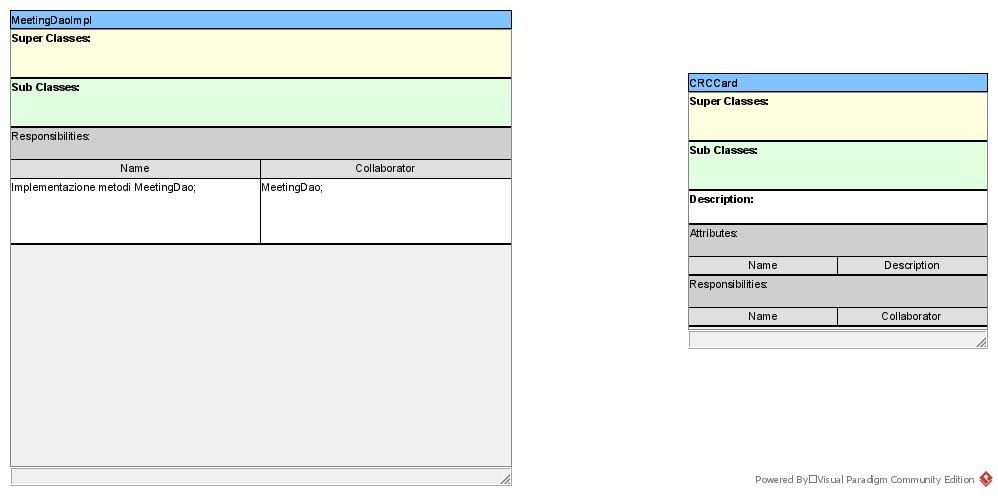 MeetingDaoImpl
Super Classes:
Sub Classes:
Responsibilities:
Name Collaborator
Implementazione metodi MeetingDao; MeetingDao;
CRCCard
Super Classes:
Sub Classes:
Description:
Attributes:
Name Description
Responsibilities:
Name Collaborator
Powered By□Visual Paradigm Community Edition